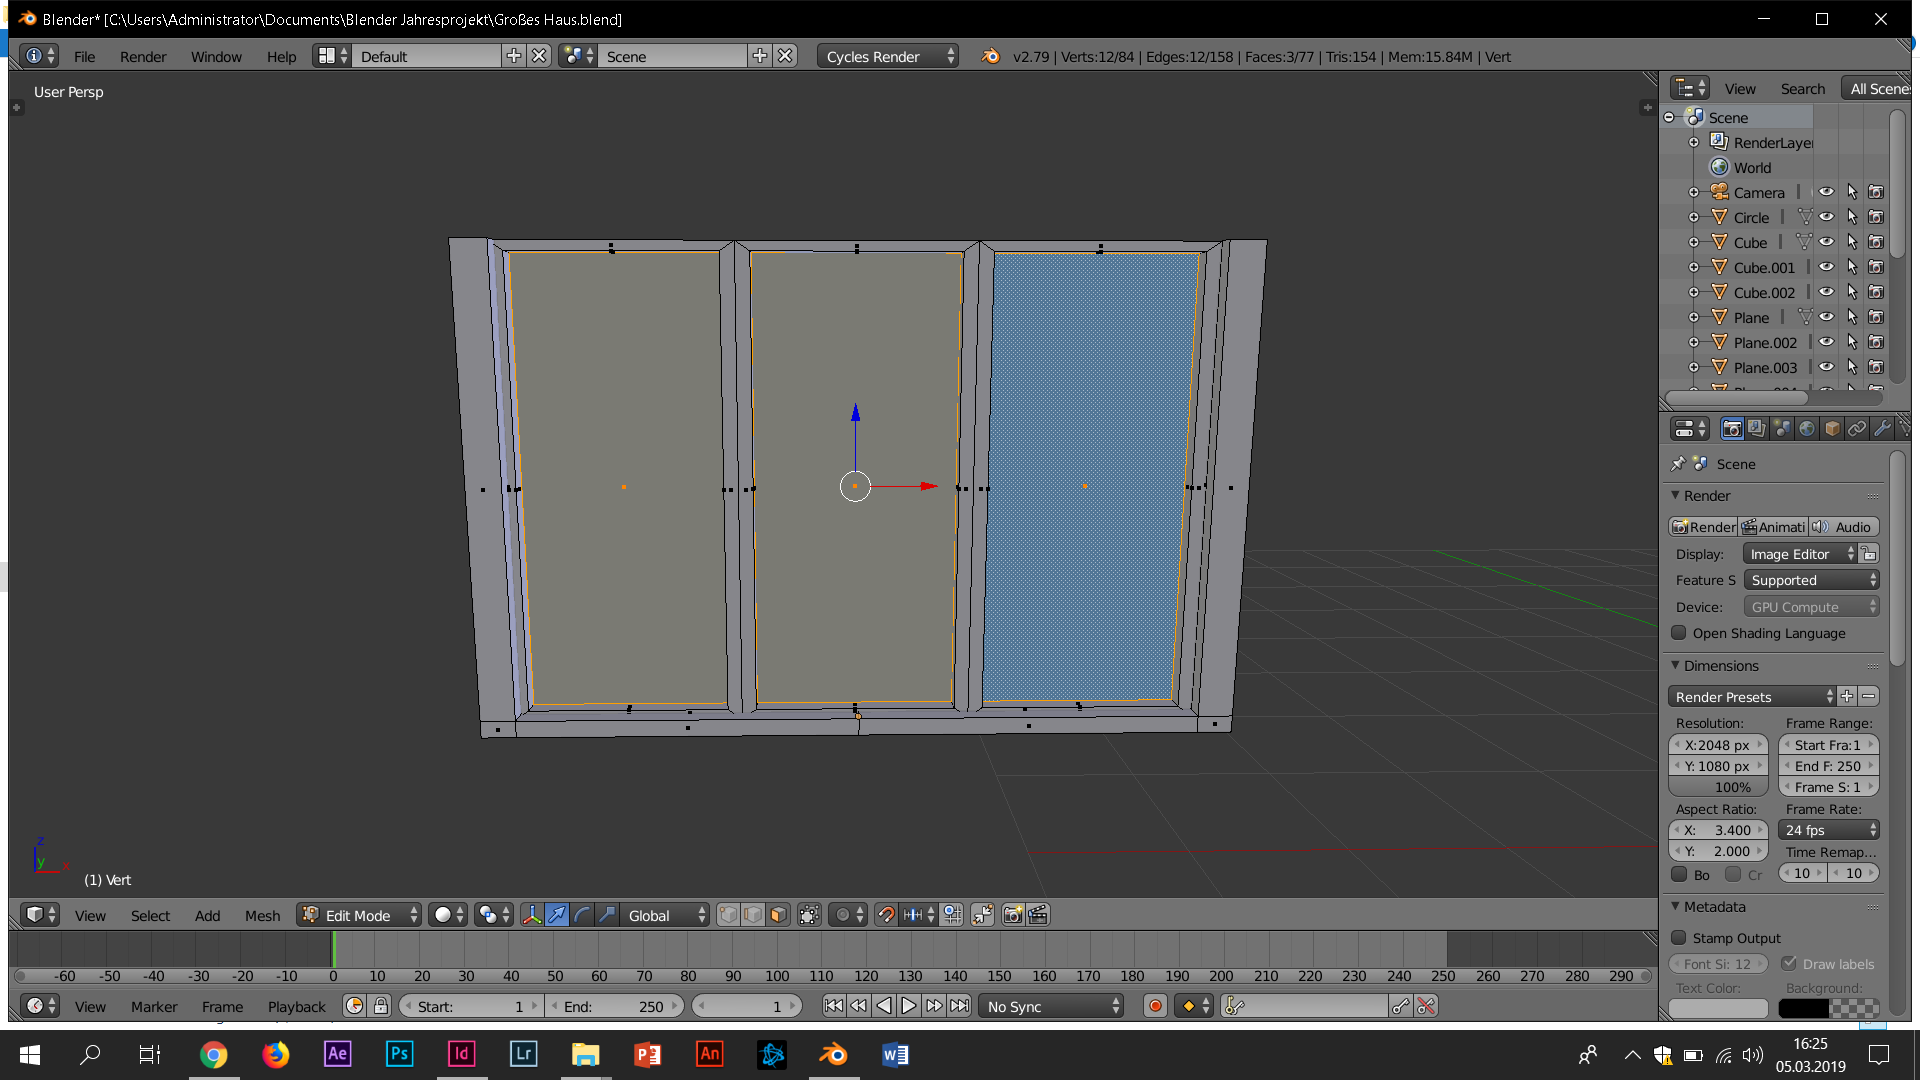 Blender* [C:\Users\Administrator\Documents\Blender Jahresprojekt\Großes Haus.blend]
File Render Window Help Default Scene Cycles Render v2.79 | Verts:12/84 | Edges:12/158 | Faces:3/77 | Tris:154 | Mem:15.84M | Vert
User Persp
View Search All Scene
Scene
RenderLayer
World
Camera
Circle
Cube
Cube.001
Cube.002
Plane
Plane.002
Plane.003
Scene
Render
Render Animati Audio
Display: Image Editor
Feature S Supported
Device: GPU Compute
Open Shading Language
Dimensions
Render Presets
Resolution: Frame Range:
X:2048 px Start Fra:1
Y: 1080 px End F: 250
100% Frame S: 1
Aspect Ratio: Frame Rate:
X: 3.400 24 fps
Y: 2.000 Time Remap...
Bo Cr 10 10
Metadata
Stamp Output
Font Si: 12 Draw labels
Text Color: Background:
z
y x
(1) Vert
View Select Add Mesh Edit Mode Global
-60 -50 -40 -30 -20 -10 0 10 20 30 40 50 60 70 80 90 100 110 120 130 140 150 160 170 180 190 200 210 220 230 240 250 260 270 280 290
View Marker Frame Playback Start: 1 End: 250 1 No Sync
Ae Ps Id Lr P An W
16:25
05.03.2019